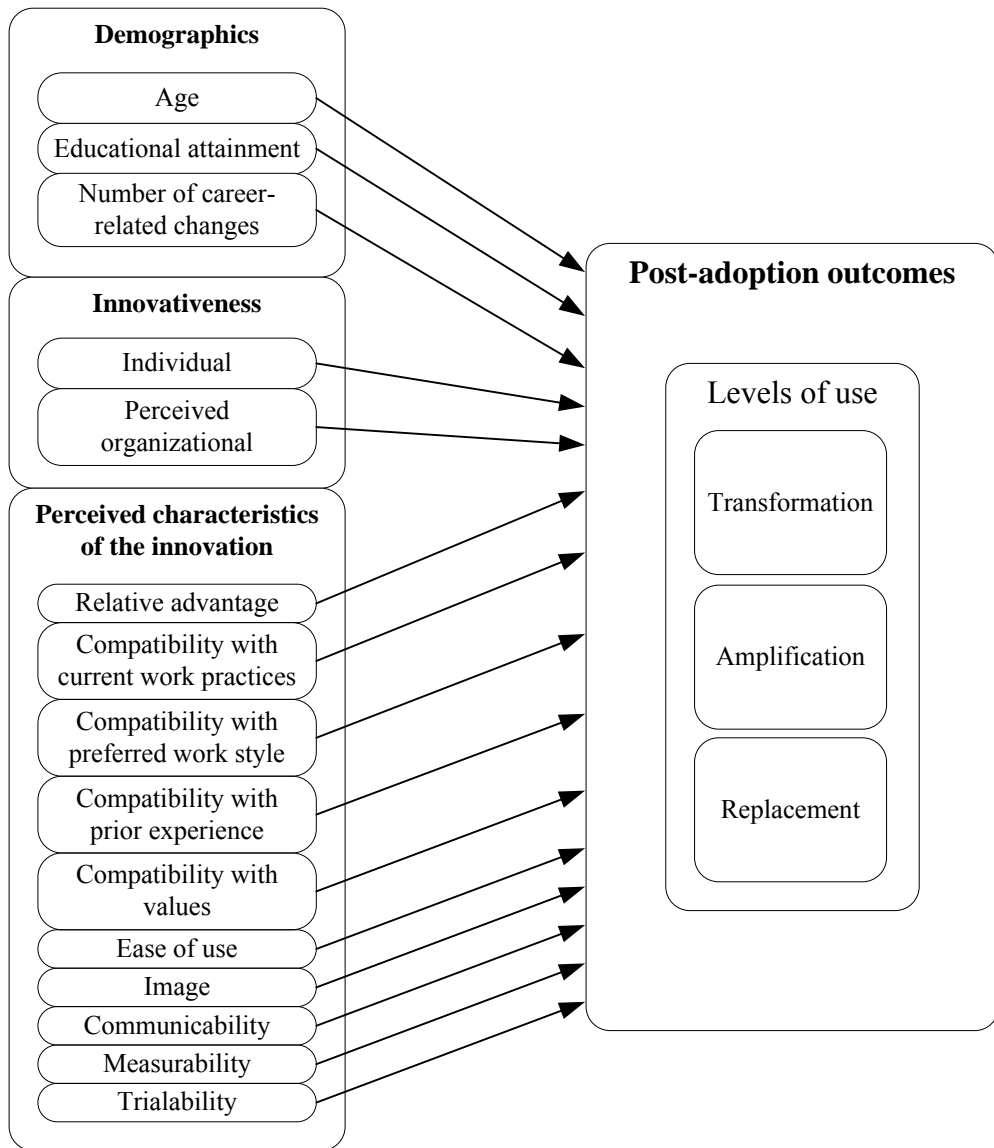 Demographics
Age
Educational attainment
Number of career-
related changes
Innovativeness
Individual
Perceived
organizational
Perceived characteristics
of the innovation
Relative advantage
Compatibility with
current work practices
Compatibility with
preferred work style
Compatibility with
prior experience
Compatibility with
values
Ease of use
Image
Communicability
Measurability
Trialability
Post-adoption outcomes
Levels of use
Transformation
Amplification
Replacement